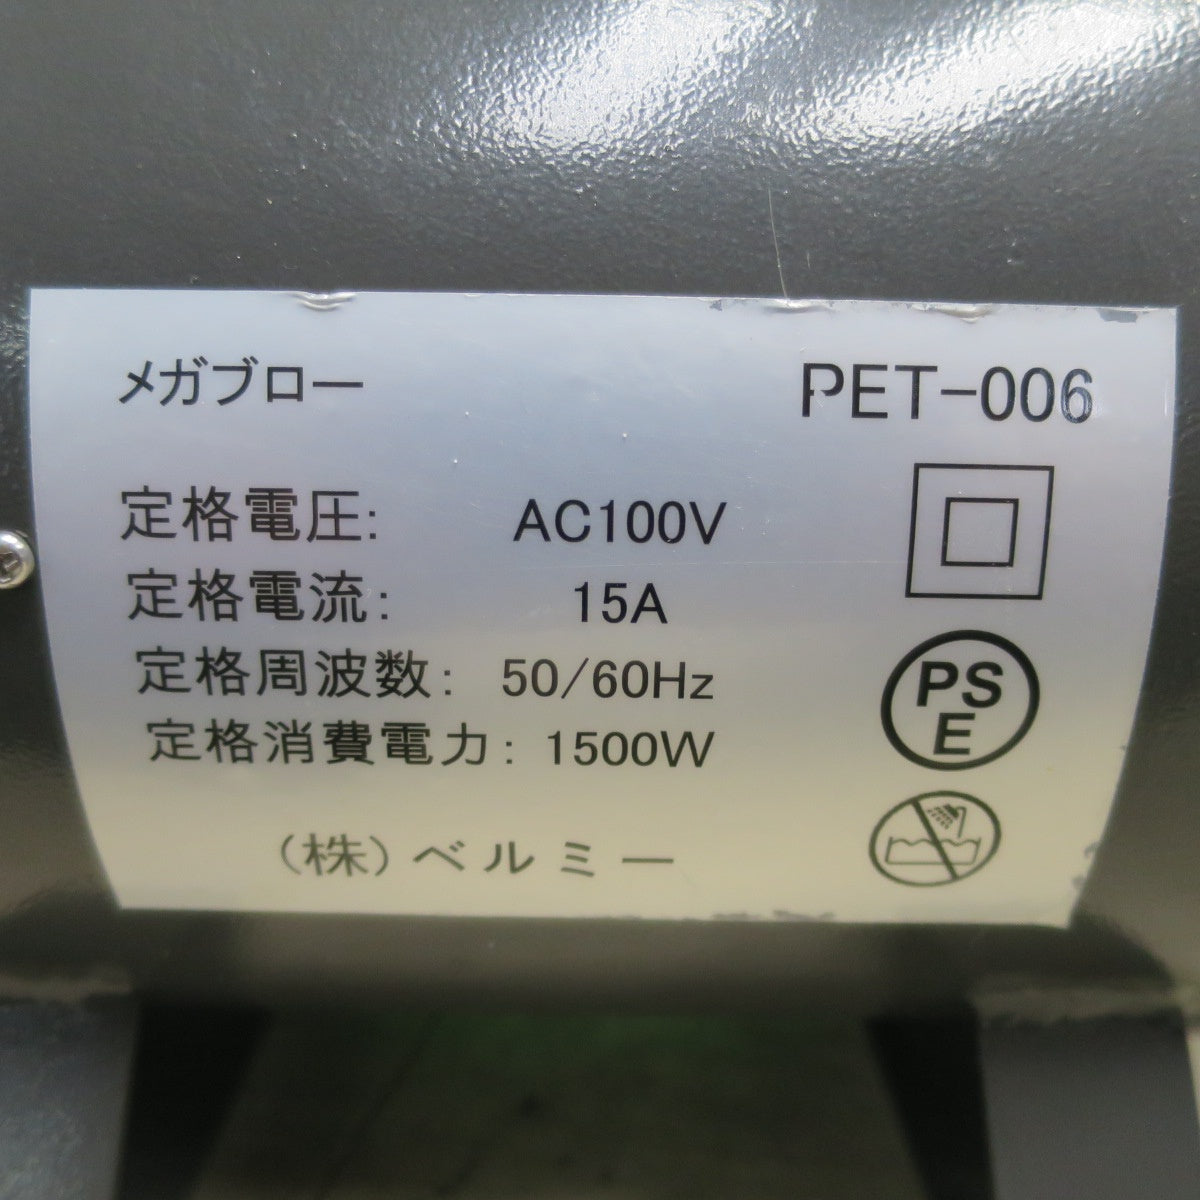 メガブロー PET-006
定格電圧: AC100V
定格電流: 15A
定格周波数: 50/60Hz
定格消費電力: 1500W
PS
E
(株)ベルミー